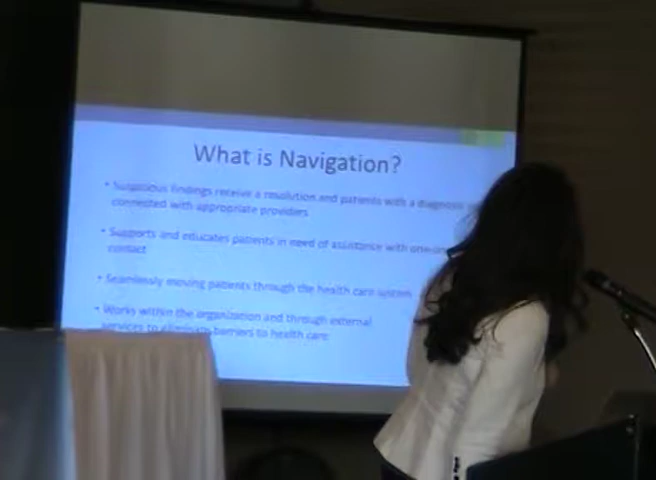 What is Navigation?
• Suspicious findings receive a resolution and patients with a diagnosis
connected with appropriate providers
• Supports and educates patients in need of assistance with one-on
contact
• Seamlessly moving patients through the health care system
• Works within the organization and through external
services to eliminate barriers to health care